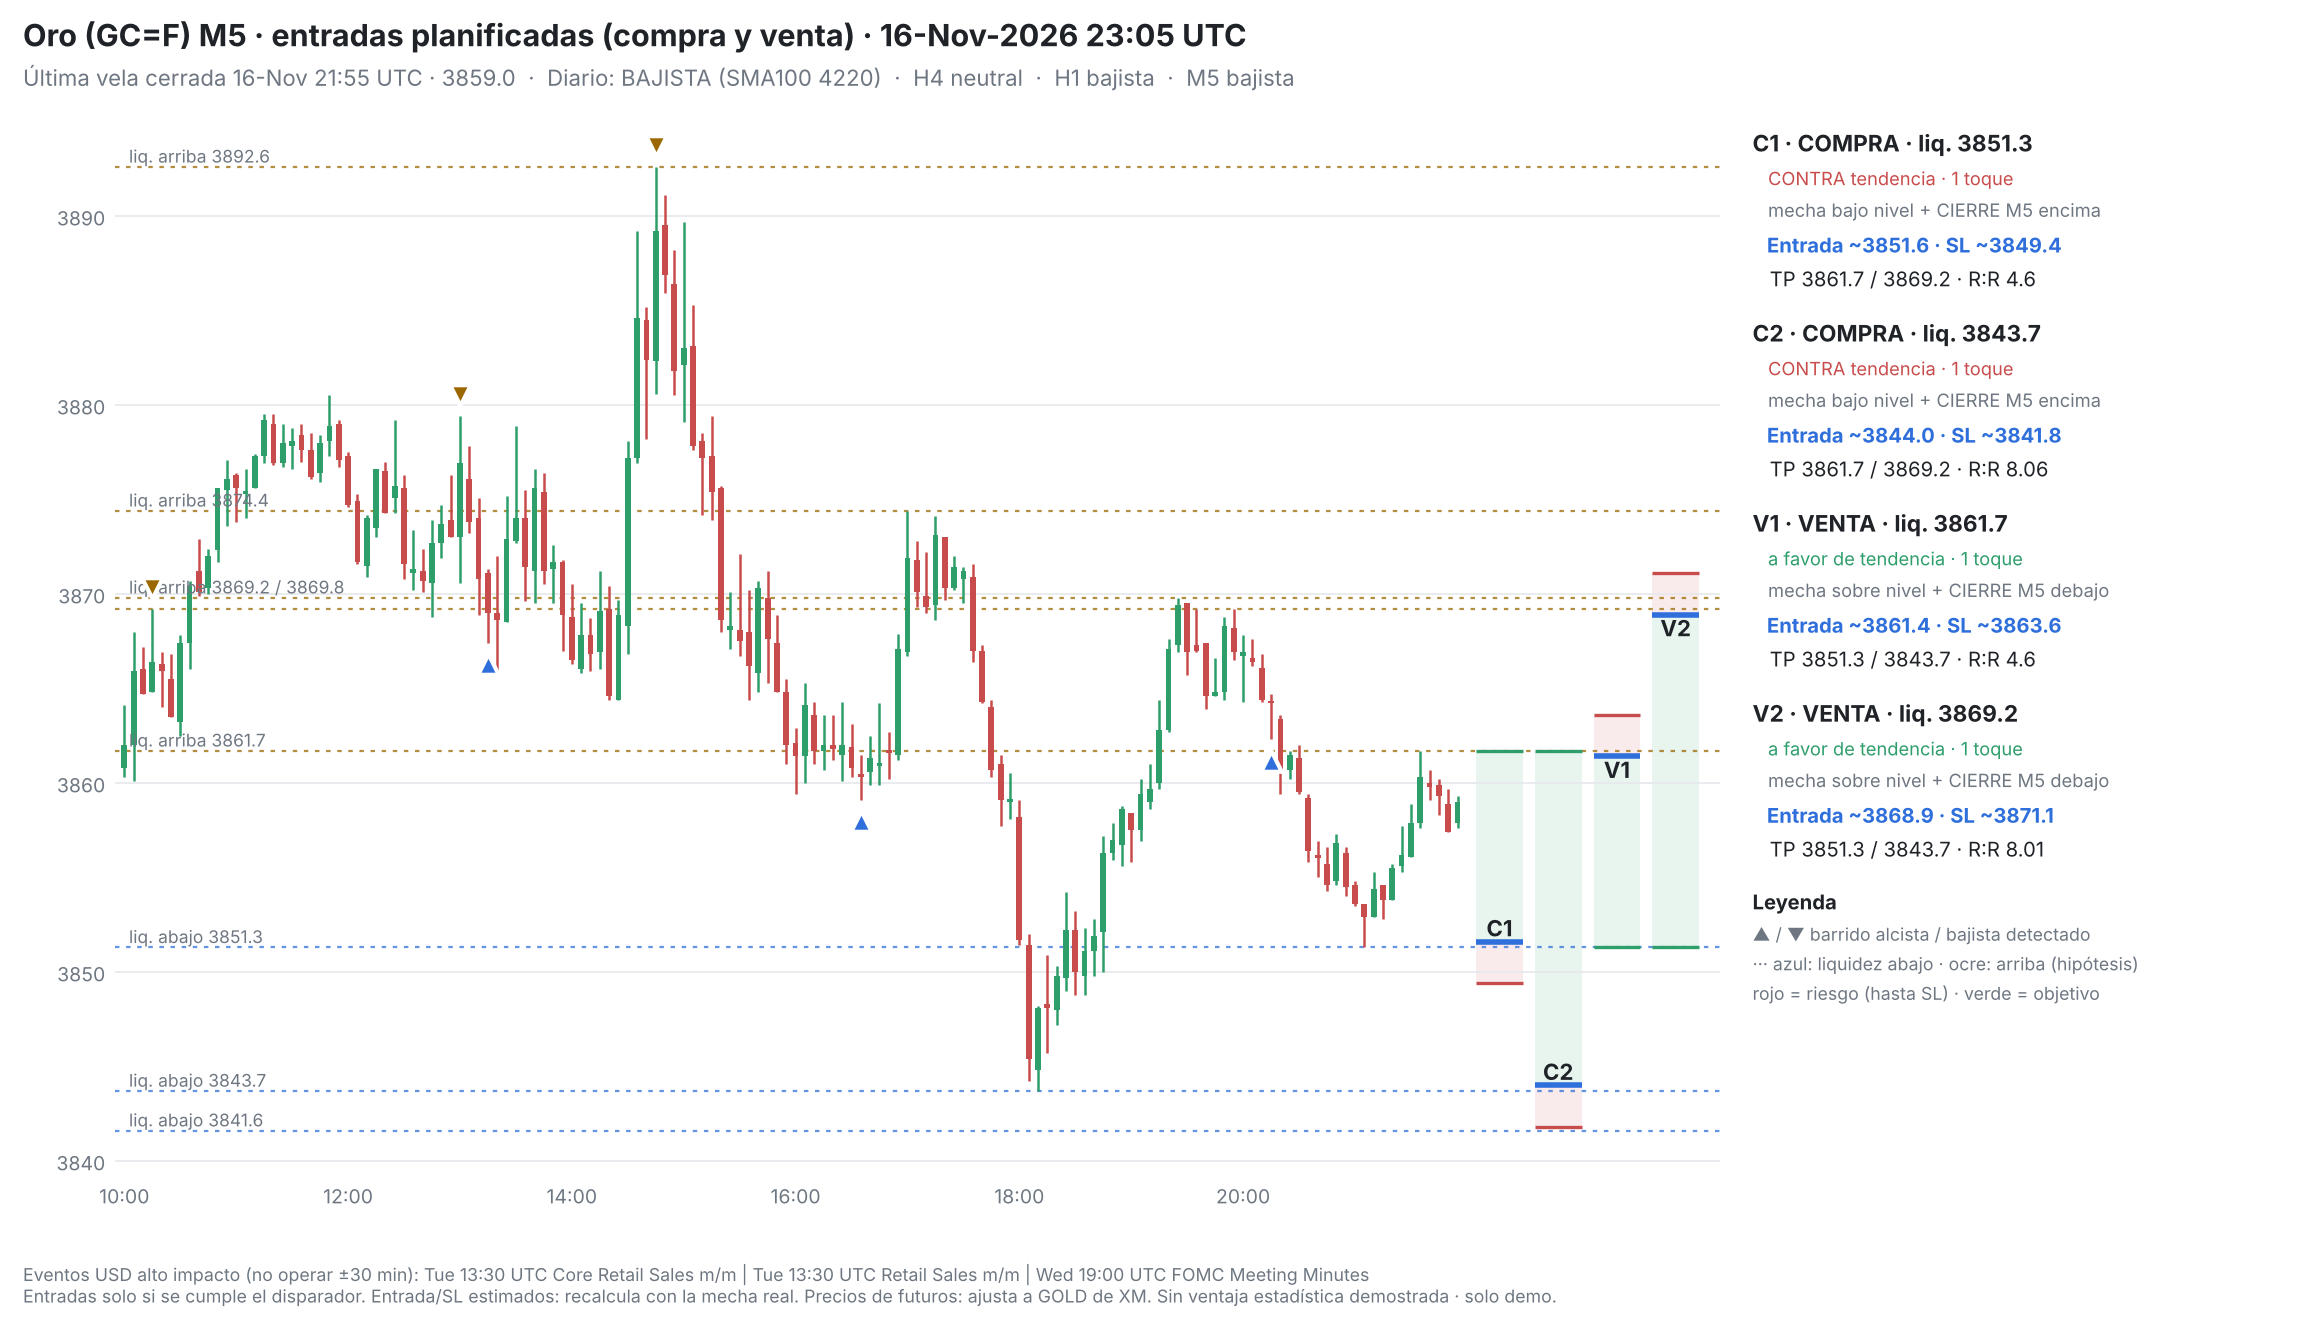 Oro (GC=F) M5 · entradas planificadas (compra y venta) · 16-Nov-2026 23:05 UTC
Última vela cerrada 16-Nov 21:55 UTC · 3859.0 · Diario: BAJISTA (SMA100 4220) · H4 neutral · H1 bajista · M5 bajista
liq. arriba 3892.6
3890
3880
liq. arriba 3874.4
liq. arriba 3869.2 / 3869.8
3870
liq. arriba 3861.7
3860
liq. abajo 3851.3
3850
liq. abajo 3843.7
liq. abajo 3841.6
3840
10:00
12:00
14:00
16:00
18:00
20:00
C1
C2
V1
V2
C1 · COMPRA · liq. 3851.3
CONTRA tendencia · 1 toque
mecha bajo nivel + CIERRE M5 encima
Entrada ~3851.6 · SL ~3849.4
TP 3861.7 / 3869.2 · R:R 4.6
C2 · COMPRA · liq. 3843.7
CONTRA tendencia · 1 toque
mecha bajo nivel + CIERRE M5 encima
Entrada ~3844.0 · SL ~3841.8
TP 3861.7 / 3869.2 · R:R 8.06
V1 · VENTA · liq. 3861.7
a favor de tendencia · 1 toque
mecha sobre nivel + CIERRE M5 debajo
Entrada ~3861.4 · SL ~3863.6
TP 3851.3 / 3843.7 · R:R 4.6
V2 · VENTA · liq. 3869.2
a favor de tendencia · 1 toque
mecha sobre nivel + CIERRE M5 debajo
Entrada ~3868.9 · SL ~3871.1
TP 3851.3 / 3843.7 · R:R 8.01
Leyenda
▲ / ▼ barrido alcista / bajista detectado
··· azul: liquidez abajo · ocre: arriba (hipótesis)
rojo = riesgo (hasta SL) · verde = objetivo
Eventos USD alto impacto (no operar ±30 min): Tue 13:30 UTC Core Retail Sales m/m | Tue 13:30 UTC Retail Sales m/m | Wed 19:00 UTC FOMC Meeting Minutes
Entradas solo si se cumple el disparador. Entrada/SL estimados: recalcula con la mecha real. Precios de futuros: ajusta a GOLD de XM. Sin ventaja estadística demostrada · solo demo.